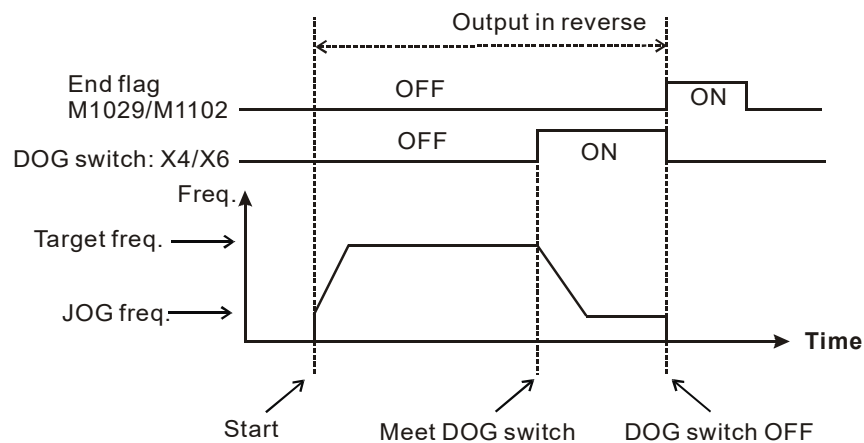 Output in reverse
End flag
M1029/M1102
OFF
ON
DOG switch: X4/X6
OFF
ON
Freq.
Target freq.
JOG freq.
Time
Start
Meet DOG switch
DOG switch OFF